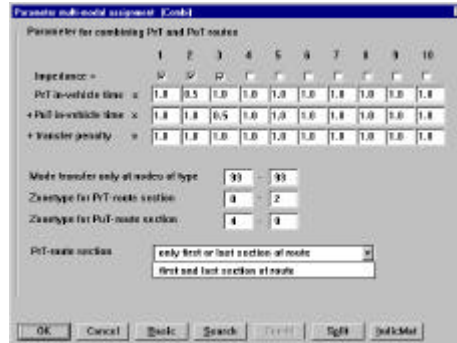 Parameter multi-modal assignment (Combi)
Parameter for combining PrT and PuT routes
1 2 3 4 5 6 7 8 9 10
Impedance =
PrT in-vehicle time x 1.0 0.5 1.0 1.0 1.0 1.0 1.0 1.0 1.0 1.0
+ PuT in-vehicle time x 1.0 1.0 0.5 1.0 1.0 1.0 1.0 1.0 1.0 1.0
+ transfer penalty x 1.0 1.0 1.0 1.0 1.0 1.0 1.0 1.0 1.0 1.0
Mode transfer only at nodes of type 93 - 93
Zonetype for PrT-route section 0 - 2
Zonetype for PuT-route section 4 -
PrT-route section only first or last section of route
first and last section of route
OK Cancel Basic Search Combi Split IndicMat